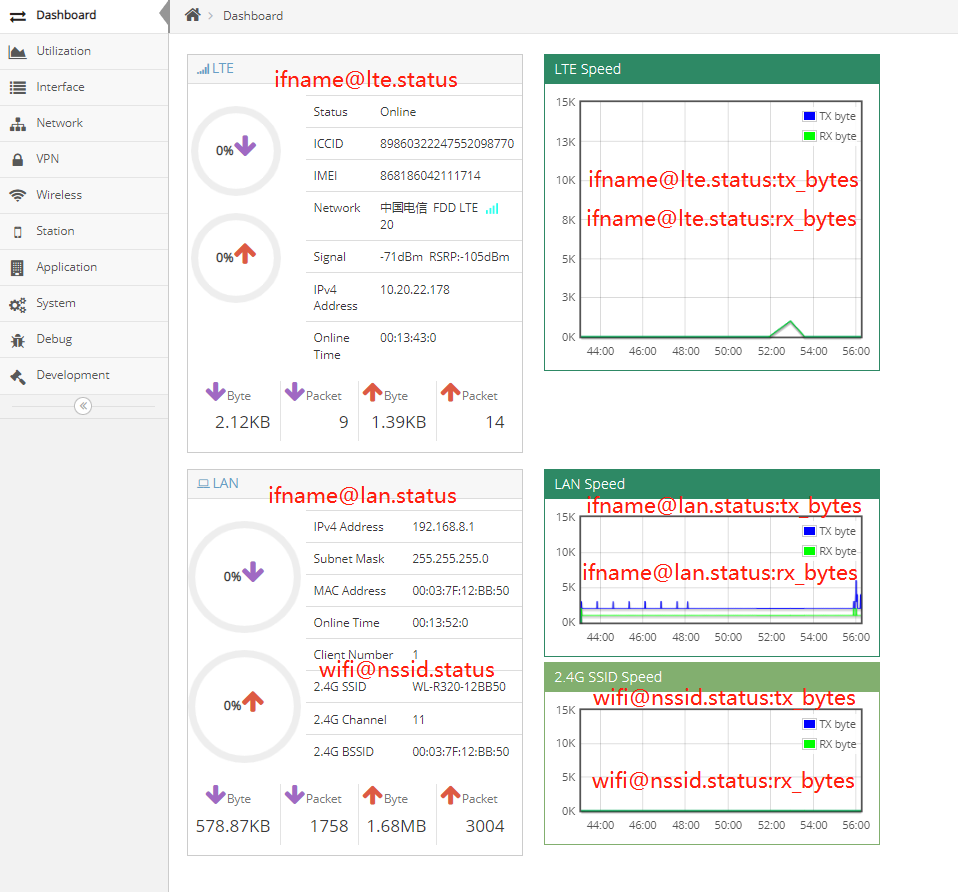 Dashboard
Utilization
Interface
Network
VPN
Wireless
Station
Application
System
Debug
Development
Dashboard
LTE
ifname@lte.status
0%
0%
Status Online
ICCID 89860322247552098770
IMEI 868186042111714
Network 中国电信 FDD LTE
20
Signal -71dBm RSRP:-105dBm
IPv4
Address 10.20.22.178
Online
Time 00:13:43:0
Byte Packet Byte Packet
2.12KB 9 1.39KB 14
LTE Speed
15K
13K
10K
8K
5K
3K
0K
TX byte
RX byte
ifname@lte.status:tx_bytes
ifname@lte.status:rx_bytes
44:00 46:00 48:00 50:00 52:00 54:00 56:00
LAN
ifname@lan.status
0%
0%
IPv4 Address 192.168.8.1
Subnet Mask 255.255.255.0
MAC Address 00:03:7F:12:BB:50
Online Time 00:13:52:0
Client Number 1
wifi@nssid.status
2.4G SSID WL-R320-12BB50
2.4G Channel 11
2.4G BSSID 00:03:7F:12:BB:50
Byte Packet Byte Packet
578.87KB 1758 1.68MB 3004
LAN Speed
ifname@lan.status:tx_bytes
15K
10K
5K
0K
TX byte
RX byte
ifname@lan.status:rx_bytes
44:00 46:00 48:00 50:00 52:00 54:00 56:00
2.4G SSID Speed
wifi@nssid.status:tx_bytes
15K
10K
5K
0K
TX byte
RX byte
wifi@nssid.status:rx_bytes
44:00 46:00 48:00 50:00 52:00 54:00 56:00